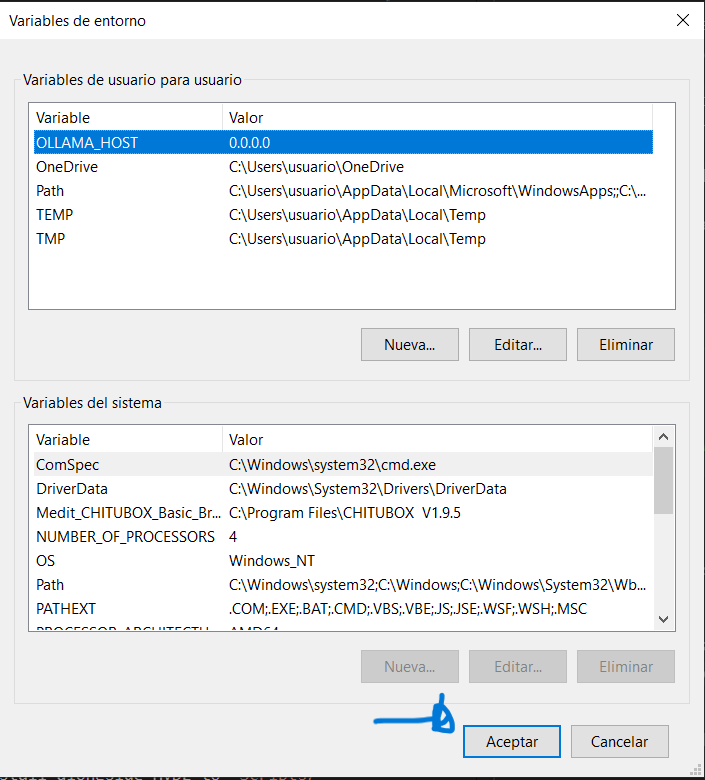 Variables de entorno
Variables de usuario para usuario
Variable Valor
OLLAMA_HOST 0.0.0.0
OneDrive C:\Users\usuario\OneDrive
Path C:\Users\usuario\AppData\Local\Microsoft\WindowsApps;;C:\...
TEMP C:\Users\usuario\AppData\Local\Temp
TMP C:\Users\usuario\AppData\Local\Temp
Nueva... Editar... Eliminar
Variables del sistema
Variable Valor
ComSpec C:\Windows\system32\cmd.exe
DriverData C:\Windows\System32\Drivers\DriverData
Medit_CHITUBOX_Basic_Br... C:\Program Files\CHITUBOX V1.9.5
NUMBER_OF_PROCESSORS 4
OS Windows_NT
Path C:\Windows\system32;C:\Windows;C:\Windows\System32\Wb...
PATHEXT .COM;.EXE;.BAT;.CMD;.VBS;.VBE;.JS;.JSE;.WSF;.WSH;.MSC
Nueva... Editar... Eliminar
Aceptar Cancelar